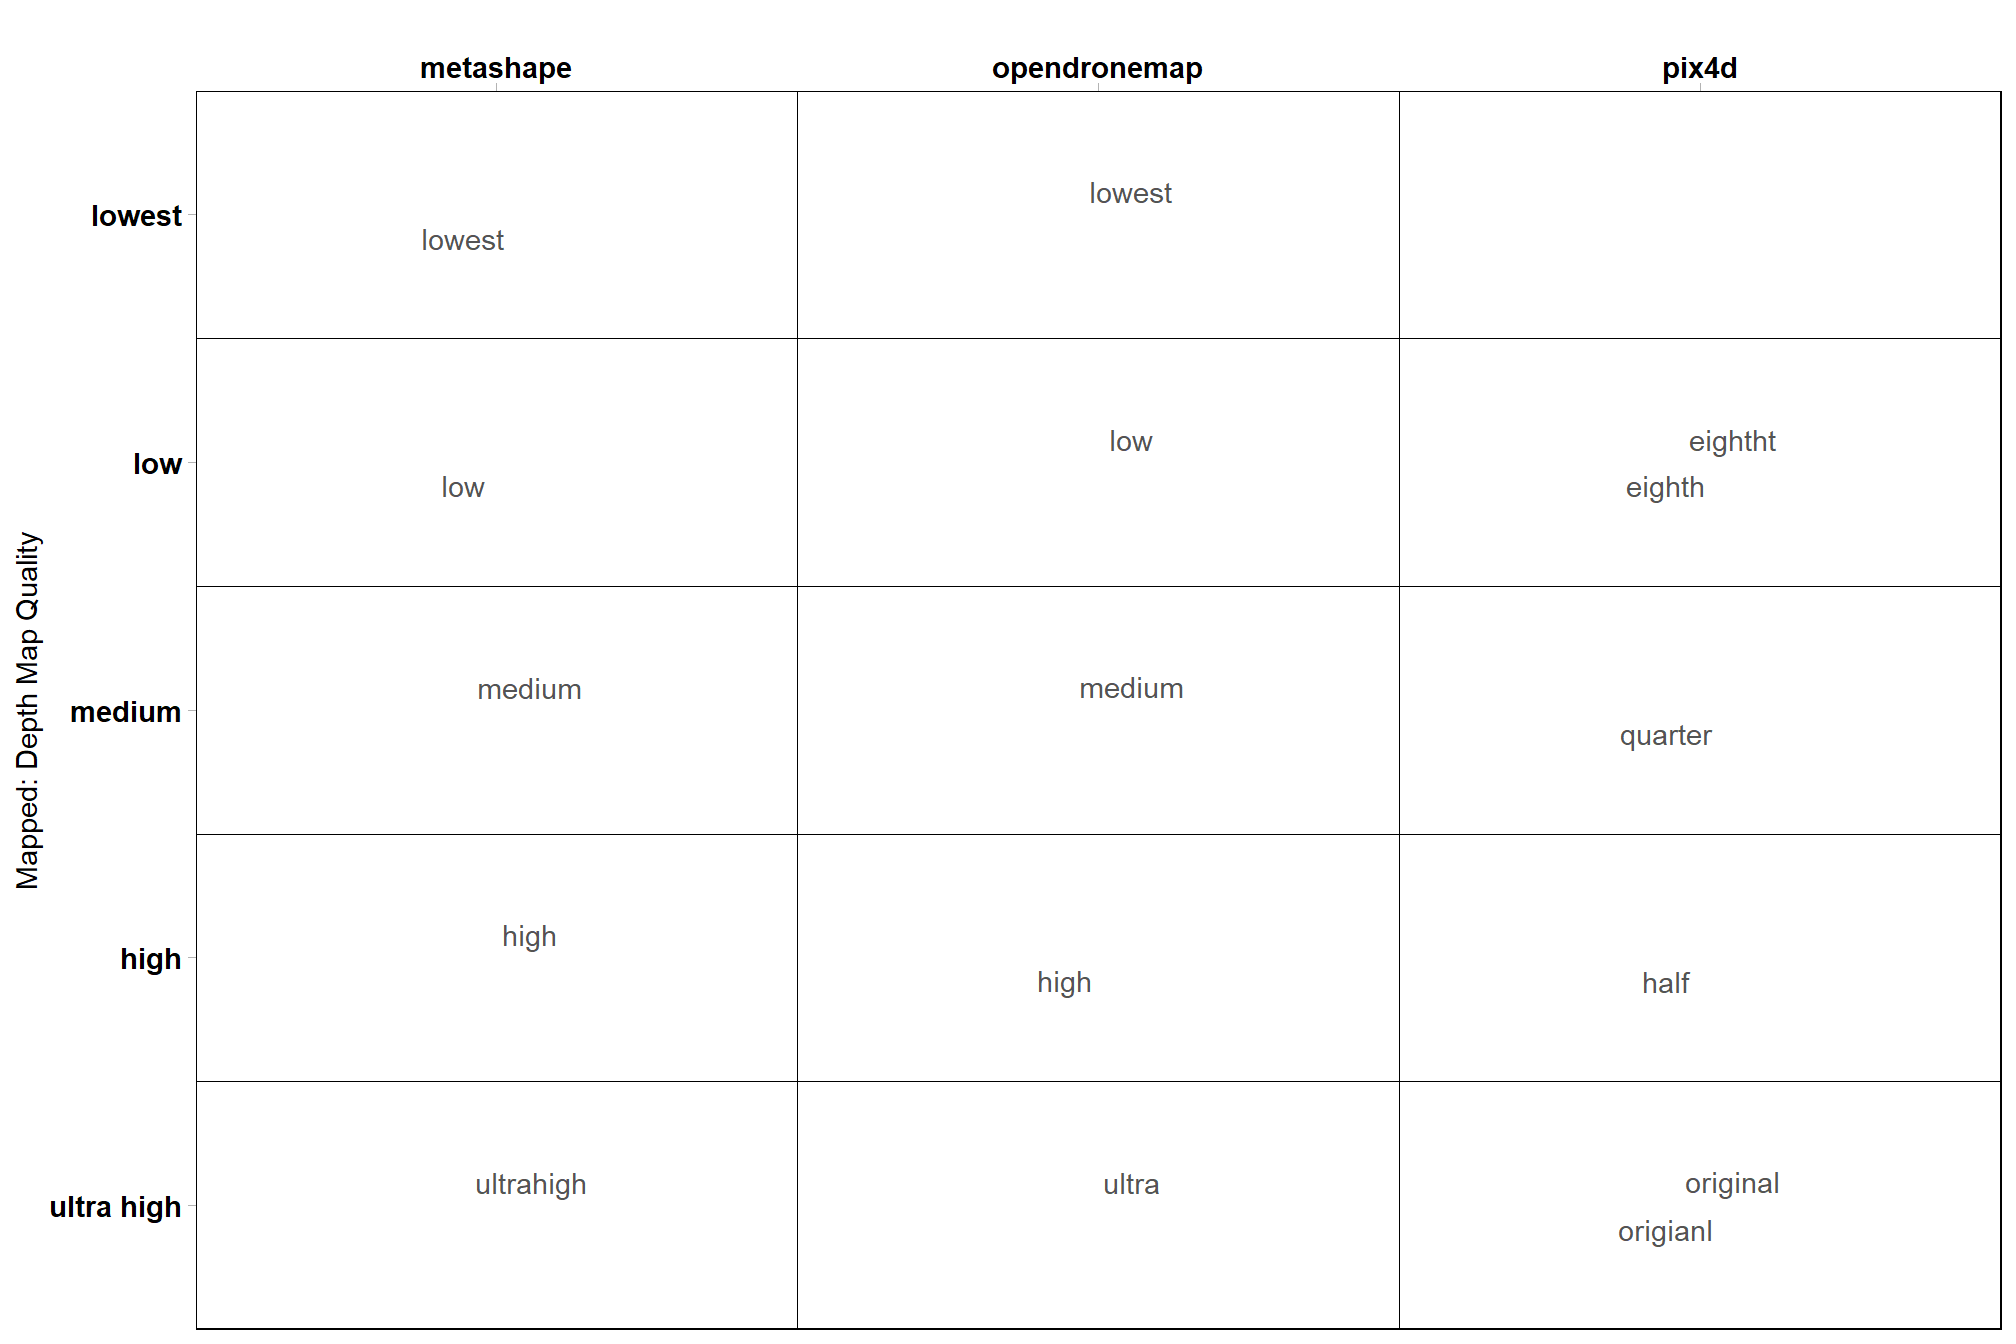 metashape opendronemap pix4d
Mapped: Depth Map Quality
lowest lowest lowest
low low low eightht
eighth
medium medium medium quarter
high high high half
ultra high ultrahigh ultra original
origianl